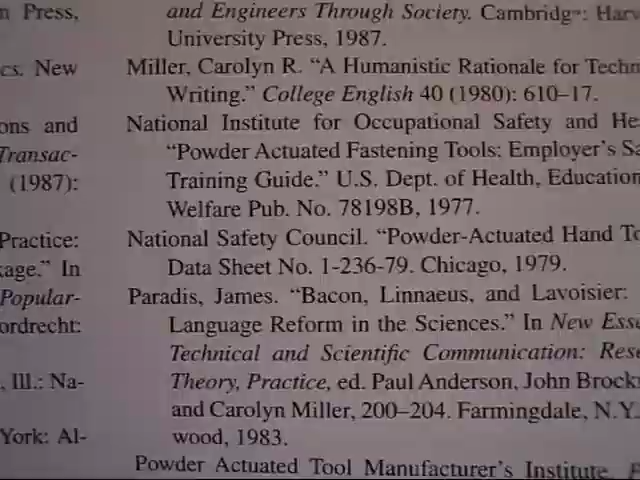 n Press,
cs. New
ons and
Transac-
(1987):
Practice:
kage." In
Popular-
ordrecht:
, Ill.: Na-
York: Al-
and Engineers Through Society. Cambridge: Harv
University Press, 1987.
Miller, Carolyn R. "A Humanistic Rationale for Techn
Writing." College English 40 (1980): 610–17.
National Institute for Occupational Safety and He
"Powder Actuated Fastening Tools: Employer's Sa
Training Guide." U.S. Dept. of Health, Education
Welfare Pub. No. 78198B, 1977.
National Safety Council. "Powder-Actuated Hand To
Data Sheet No. 1-236-79. Chicago, 1979.
Paradis, James. "Bacon, Linnaeus, and Lavoisier:
Language Reform in the Sciences." In New Esse
Technical and Scientific Communication: Rese
Theory, Practice, ed. Paul Anderson, John Brock
and Carolyn Miller, 200–204. Farmingdale, N.Y.
wood, 1983.
Powder Actuated Tool Manufacturer's Institute.